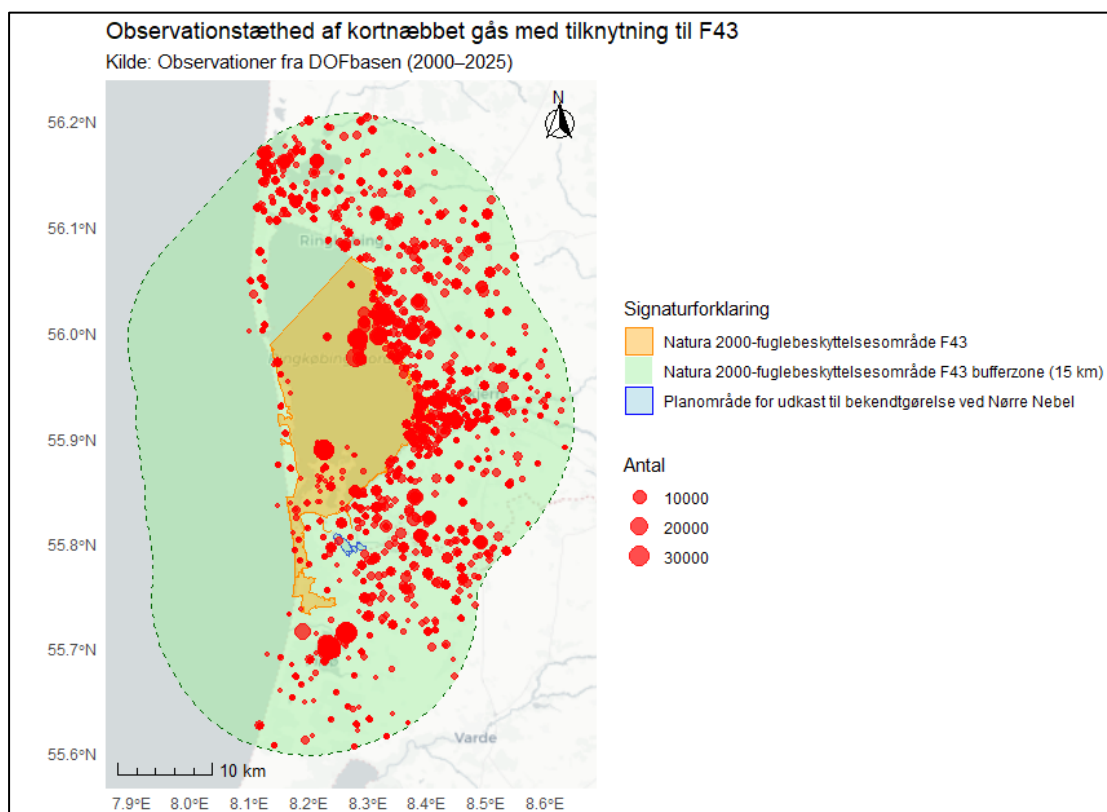 Observationstæthed af kortnæbbet gås med tilknytning til F43
Kilde: Observationer fra DOFbasen (2000–2025)
N
56.2°N
56.1°N
56.0°N
55.9°N
55.8°N
55.7°N
55.6°N
Ringkøbing
Varde
10 km
7.9°E 8.0°E 8.1°E 8.2°E 8.3°E 8.4°E 8.5°E 8.6°E
Signaturforklaring
Natura 2000-fuglebeskyttelsesområde F43
Natura 2000-fuglebeskyttelsesområde F43 bufferzone (15 km)
Planområde for udkast til bekendtgørelse ved Nørre Nebel
Antal
10000
20000
30000